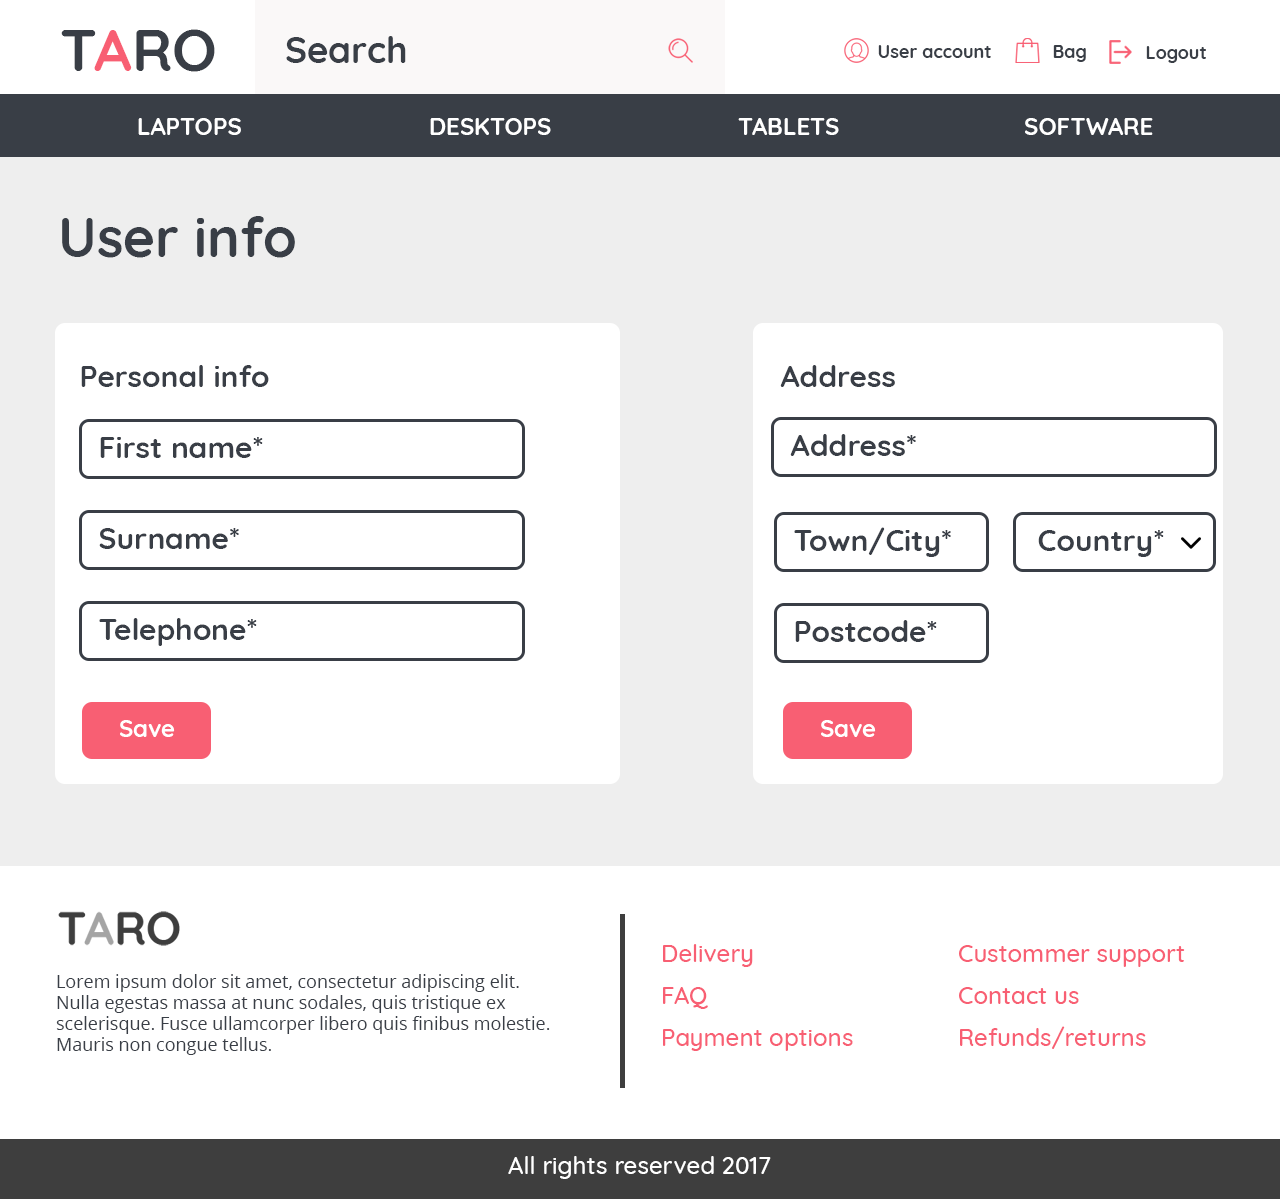 TARO
Search
User account
Bag
Logout
LAPTOPS
DESKTOPS
TABLETS
SOFTWARE
User info
Personal info
First name*
Surname*
Telephone*
Save
Address
Address*
Town/City*
Country*
Postcode*
Save
TARO
Lorem ipsum dolor sit amet, consectetur adipiscing elit.
Nulla egestas massa at nunc sodales, quis tristique ex
scelerisque. Fusce ullamcorper libero quis finibus molestie.
Mauris non congue tellus.
Delivery
FAQ
Payment options
Custommer support
Contact us
Refunds/returns
All rights reserved 2017